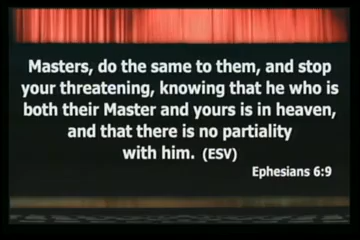 Masters, do the same to them, and stop
your threatening, knowing that he who is
both their Master and yours is in heaven,
and that there is no partiality
with him. (ESV)
Ephesians 6:9